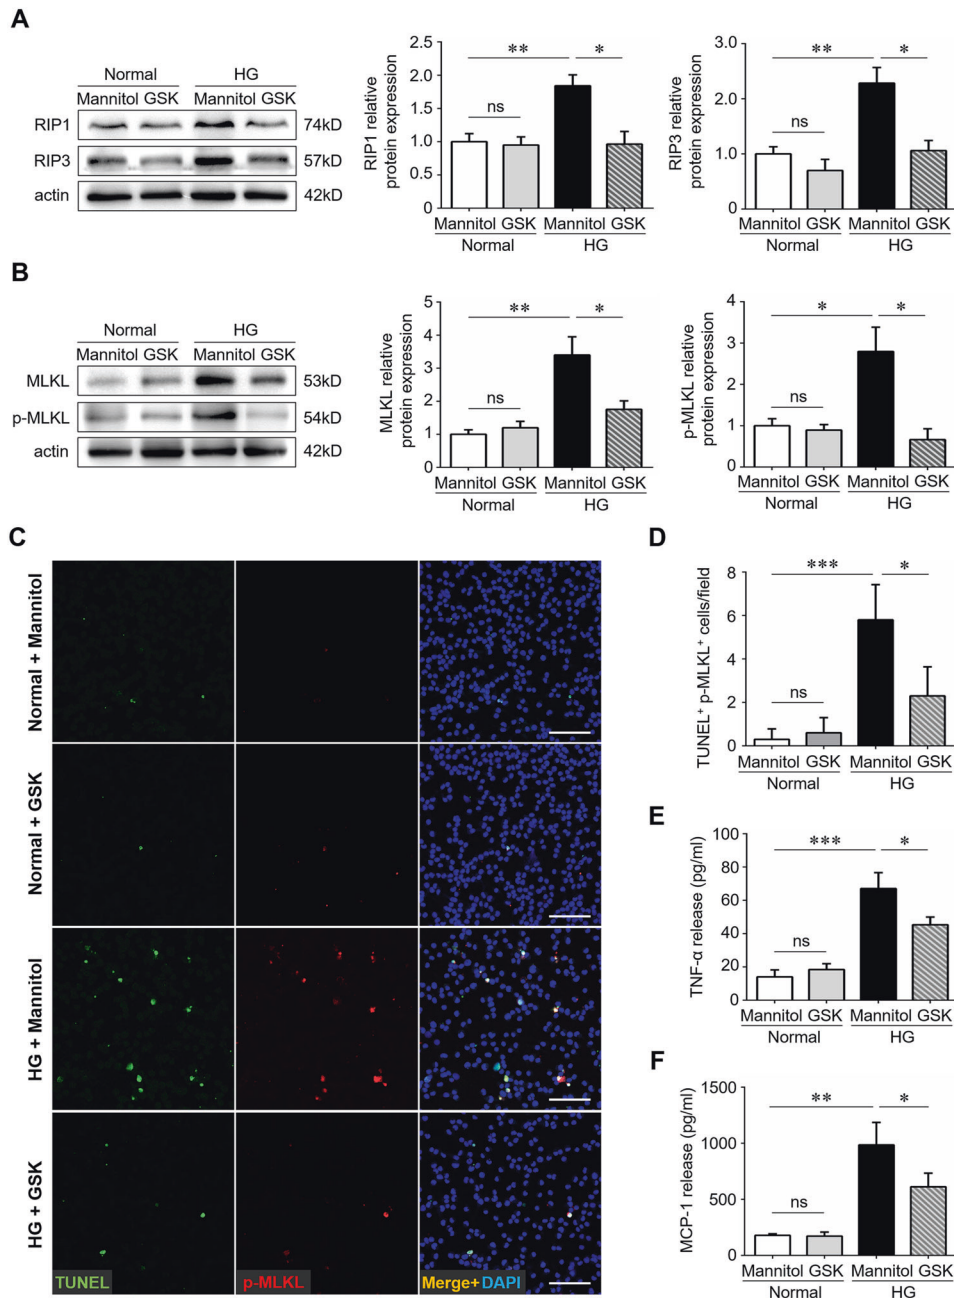 A
Normal HG
Mannitol GSK Mannitol GSK
RIP1 74kD
RIP3 57kD
actin 42kD
RIP1 relative
protein expression
2.5
2.0
1.5
1.0
0.5
0
** *
ns
Mannitol GSK Mannitol GSK
Normal HG
RIP3 relative
protein expression
3.0
2.0
1.0
0
** *
ns
Mannitol GSK Mannitol GSK
Normal HG
B
Normal HG
Mannitol GSK Mannitol GSK
MLKL 53kD
p-MLKL 54kD
actin 42kD
MLKL relative
protein expression
5
4
3
2
1
0
** *
ns
Mannitol GSK Mannitol GSK
Normal HG
p-MLKL relative
protein expression
4
3
2
1
0
* *
ns
Mannitol GSK Mannitol GSK
Normal HG
C
Normal + Mannitol
Normal + GSK
HG + Mannitol
HG + GSK
TUNEL p-MLKL Merge+DAPI
D
TUNEL+ p-MLKL+ cells/field
8
6
4
2
0
*** *
ns
Mannitol GSK Mannitol GSK
Normal HG
E
TNF-α release (pg/ml)
100
80
60
40
20
0
*** *
ns
Mannitol GSK Mannitol GSK
Normal HG
F
MCP-1 release (pg/ml)
1500
1000
500
0
** *
ns
Mannitol GSK Mannitol GSK
Normal HG